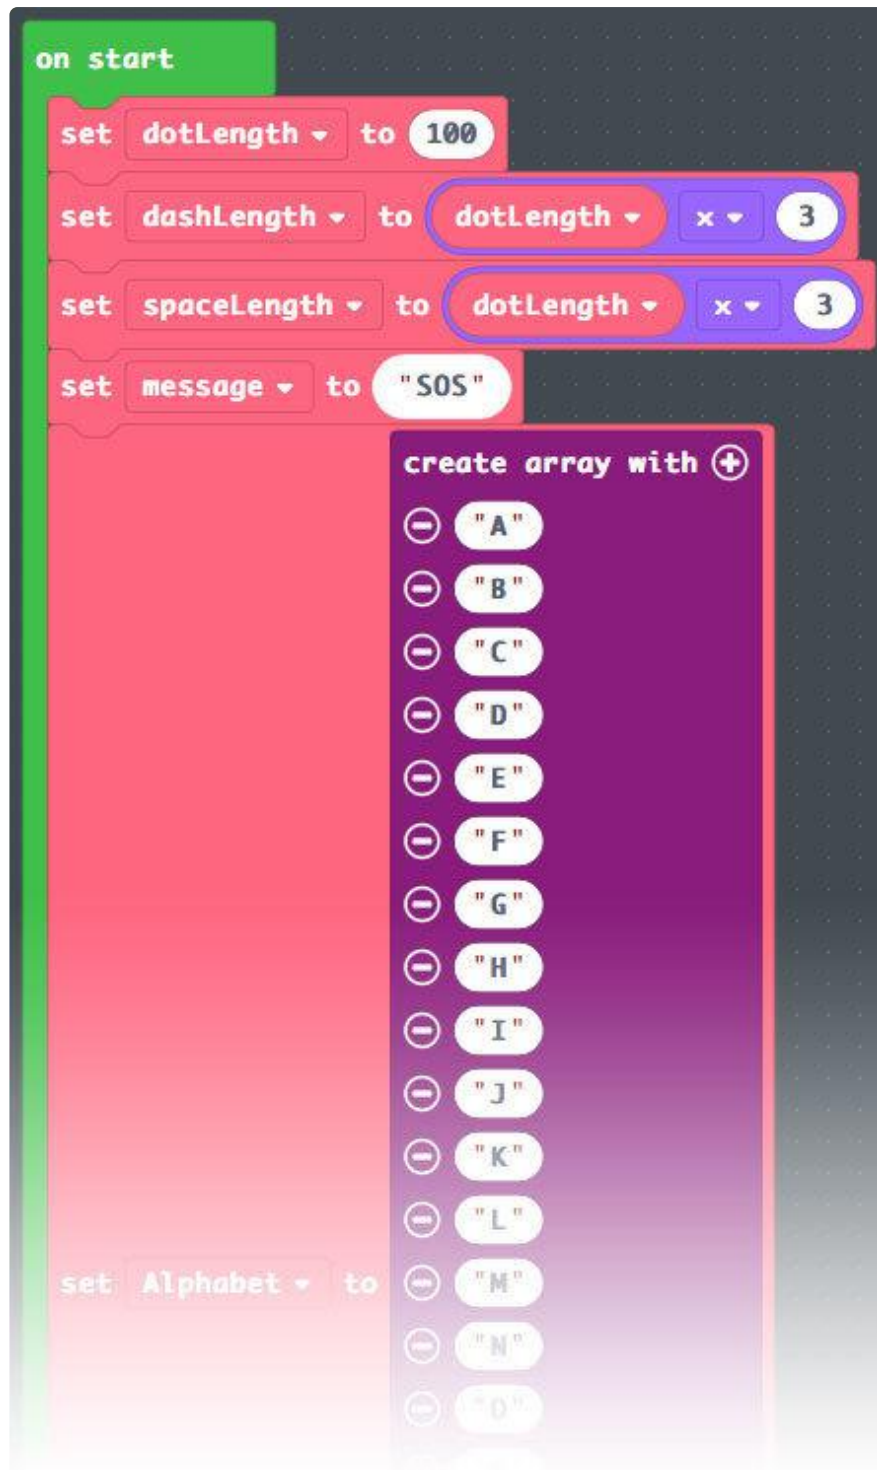 on start
set dotLength to 100
set dashLength to dotLength x 3
set spaceLength to dotLength x 3
set message to "SOS"
create array with
"A"
"B"
"C"
"D"
"E"
"F"
"G"
"H"
"I"
"J"
"K"
"L"
set Alphabet to "M"
"N"
"O"